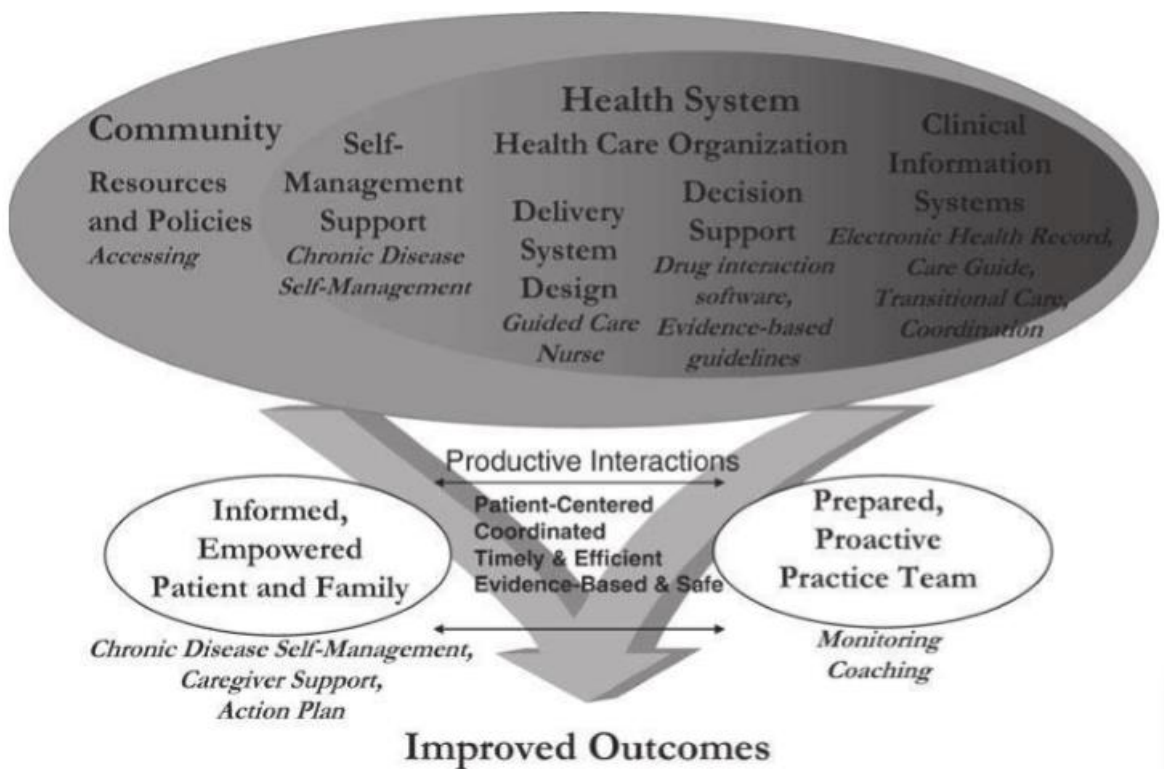 Community
Resources
and Policies
Accessing
Self-
Management
Support
Chronic Disease
Self-Management
Health System
Health Care Organization
Delivery
System
Design
Guided Care
Nurse
Decision
Support
Drug interaction
software,
Evidence-based
guidelines
Clinical
Information
Systems
Electronic Health Record,
Care Guide,
Transitional Care,
Coordination
Productive Interactions
Patient-Centered
Coordinated
Timely & Efficient
Evidence-Based & Safe
Informed,
Empowered
Patient and Family
Chronic Disease Self-Management,
Caregiver Support,
Action Plan
Prepared,
Proactive
Practice Team
Monitoring
Coaching
Improved Outcomes